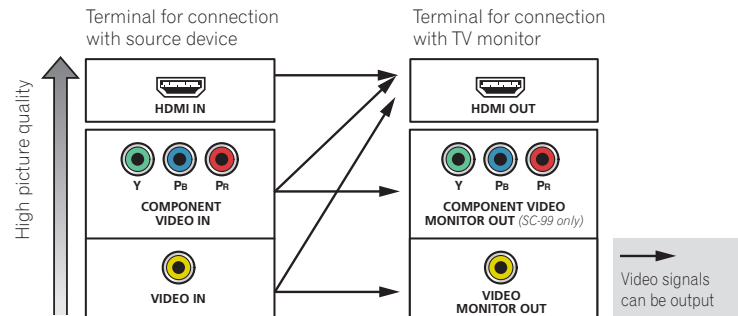 Terminal for connection
with source device
Terminal for connection
with TV monitor
High picture quality
HDMI IN
HDMI OUT
Y PB PR
COMPONENT
VIDEO IN
Y PB PR
COMPONENT VIDEO
MONITOR OUT (SC-99 only)
VIDEO IN
VIDEO
MONITOR OUT
Video signals
can be output